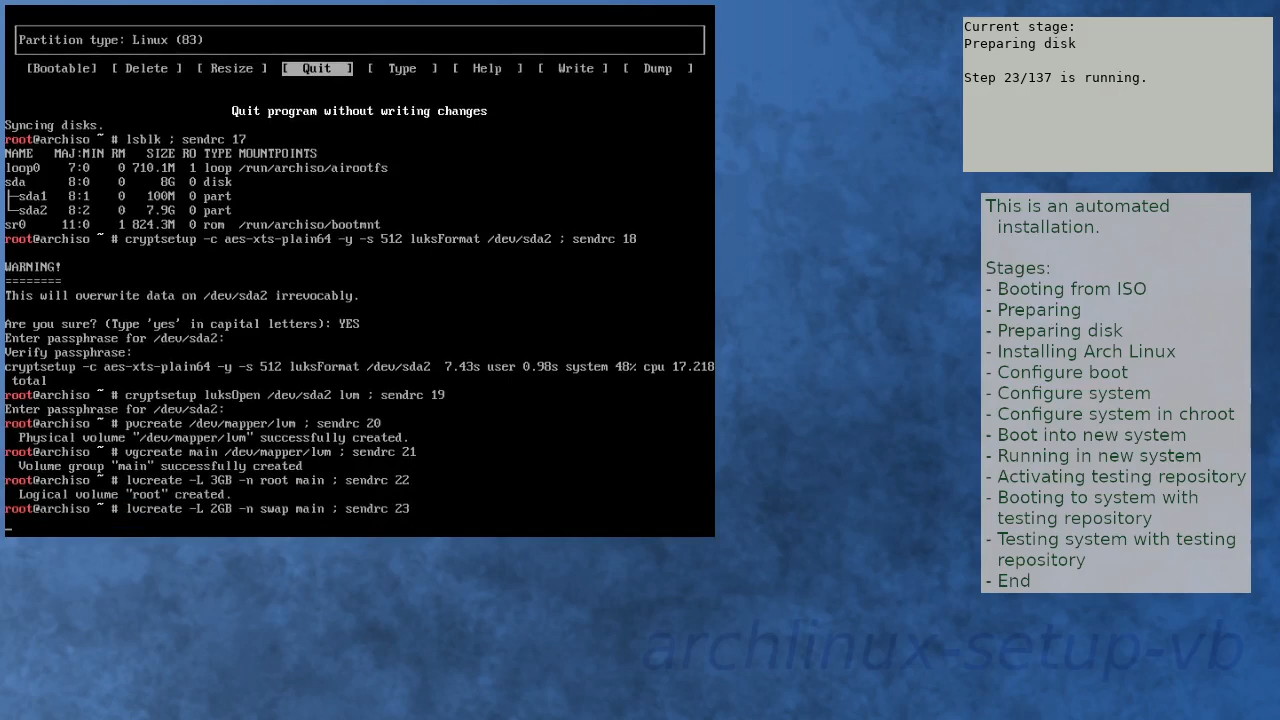 Partition type: Linux (83)
[Bootable] [ Delete ] [ Resize ] [ Quit ] [ Type ] [ Help ] [ Write ] [ Dump ]
Quit program without writing changes
Syncing disks.
root@archiso ~ # lsblk ; sendrc 17
NAME MAJ:MIN RM SIZE RO TYPE MOUNTPOINTS
loop0 7:0 0 710.1M 1 loop /run/archiso/airootfs
sda 8:0 0 8G 0 disk
├─sda1 8:1 0 100M 0 part
└─sda2 8:2 0 7.9G 0 part
sr0 11:0 1 824.3M 0 rom /run/archiso/bootmnt
root@archiso ~ # cryptsetup -c aes-xts-plain64 -y -s 512 luksFormat /dev/sda2 ; sendrc 18
WARNING!
========
This will overwrite data on /dev/sda2 irrevocably.
Are you sure? (Type 'yes' in capital letters): YES
Enter passphrase for /dev/sda2:
Verify passphrase:
cryptsetup -c aes-xts-plain64 -y -s 512 luksFormat /dev/sda2 7.43s user 0.98s system 48% cpu 17.218
total
root@archiso ~ # cryptsetup luksOpen /dev/sda2 lvm ; sendrc 19
Enter passphrase for /dev/sda2:
root@archiso ~ # pvcreate /dev/mapper/lvm ; sendrc 20
Physical volume "/dev/mapper/lvm" successfully created.
root@archiso ~ # vgcreate main /dev/mapper/lvm ; sendrc 21
Volume group "main" successfully created
root@archiso ~ # lvcreate -L 3GB -n root main ; sendrc 22
Logical volume "root" created.
root@archiso ~ # lvcreate -L 2GB -n swap main ; sendrc 23
Current stage:
Preparing disk
Step 23/137 is running.
This is an automated
installation.
Stages:
- Booting from ISO
- Preparing
- Preparing disk
- Installing Arch Linux
- Configure boot
- Configure system
- Configure system in chroot
- Boot into new system
- Running in new system
- Activating testing repository
- Booting to system with
testing repository
- Testing system with testing
repository
- End
archlinux-setup-vb